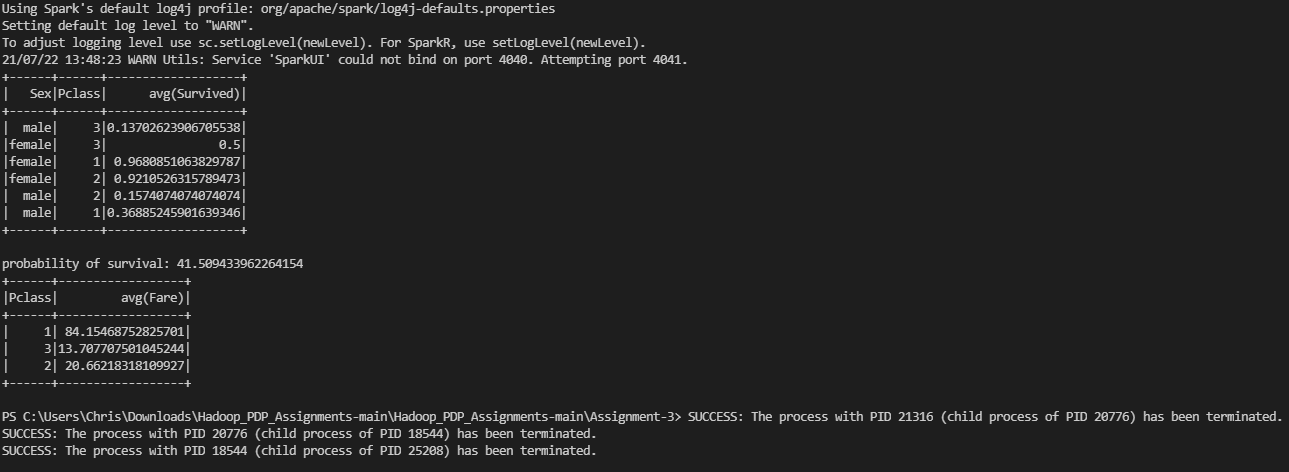 Using Spark's default log4j profile: org/apache/spark/log4j-defaults.properties
Setting default log level to "WARN".
To adjust logging level use sc.setLogLevel(newLevel). For SparkR, use setLogLevel(newLevel).
21/07/22 13:48:23 WARN Utils: Service 'SparkUI' could not bind on port 4040. Attempting port 4041.
+------+------+-------------------+
|   Sex|Pclass|      avg(Survived)|
+------+------+-------------------+
|  male|     3|0.13702623906705538|
|female|     3|                0.5|
|female|     1| 0.9680851063829787|
|female|     2| 0.9210526315789473|
|  male|     2| 0.1574074074074074|
|  male|     1|0.36885245901639346|
+------+------+-------------------+

probability of survival: 41.509433962264154
+------+------------------+
|Pclass|         avg(Fare)|
+------+------------------+
|     1| 84.15468752825701|
|     3|13.707707501045244|
|     2| 20.66218318109927|
+------+------------------+

PS C:\Users\Chris\Downloads\Hadoop_PDP_Assignments-main\Hadoop_PDP_Assignments-main\Assignment-3> SUCCESS: The process with PID 21316 (child process of PID 20776) has been terminated.
SUCCESS: The process with PID 20776 (child process of PID 18544) has been terminated.
SUCCESS: The process with PID 18544 (child process of PID 25208) has been terminated.